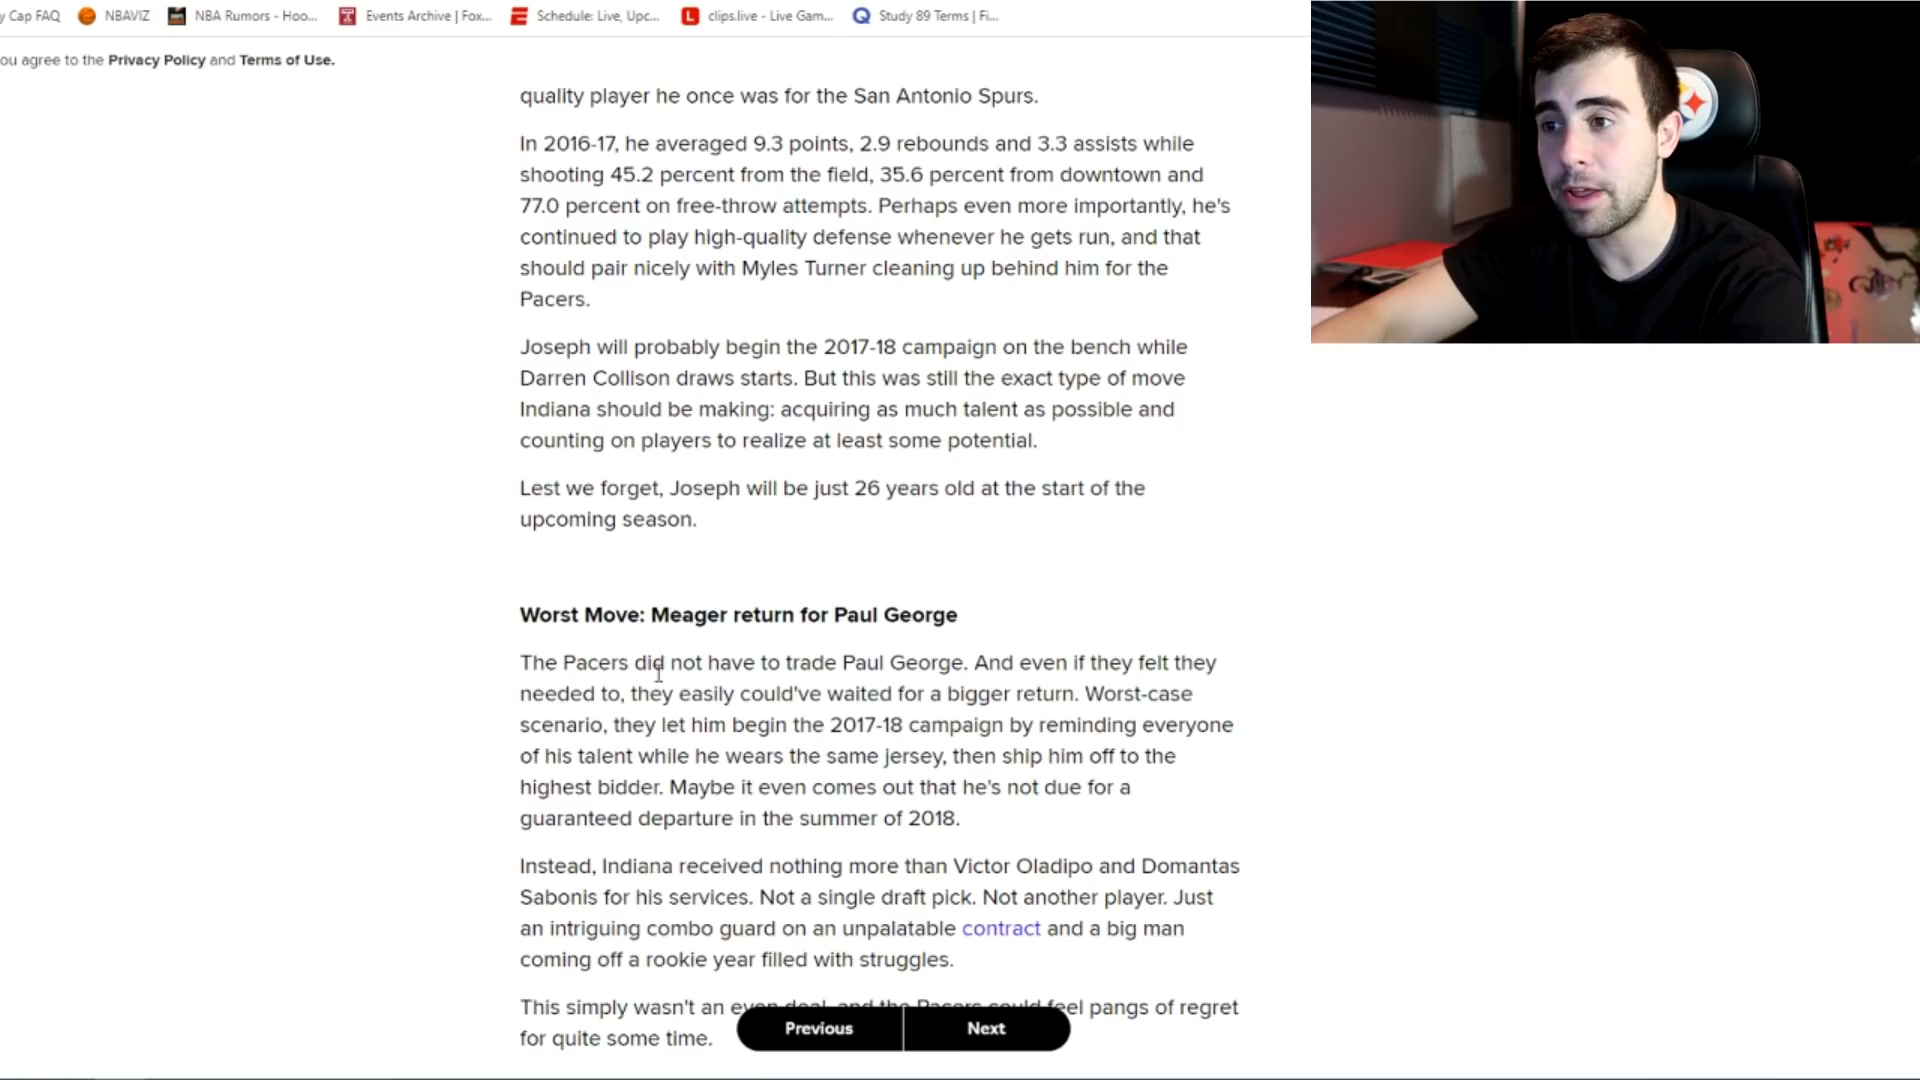 y Cap FAQ
NBAVIZ
NBA Rumors - Hoo...
Events Archive | Fox...
Schedule: Live, Upc...
clips.live - Live Gam...
Study 89 Terms | Fi...
ou agree to the Privacy Policy and Terms of Use.
quality player he once was for the San Antonio Spurs.
In 2016-17, he averaged 9.3 points, 2.9 rebounds and 3.3 assists while
shooting 45.2 percent from the field, 35.6 percent from downtown and
77.0 percent on free-throw attempts. Perhaps even more importantly, he's
continued to play high-quality defense whenever he gets run, and that
should pair nicely with Myles Turner cleaning up behind him for the
Pacers.
Joseph will probably begin the 2017-18 campaign on the bench while
Darren Collison draws starts. But this was still the exact type of move
Indiana should be making: acquiring as much talent as possible and
counting on players to realize at least some potential.
Lest we forget, Joseph will be just 26 years old at the start of the
upcoming season.
Worst Move: Meager return for Paul George
The Pacers did not have to trade Paul George. And even if they felt they
needed to, they easily could've waited for a bigger return. Worst-case
scenario, they let him begin the 2017-18 campaign by reminding everyone
of his talent while he wears the same jersey, then ship him off to the
highest bidder. Maybe it even comes out that he's not due for a
guaranteed departure in the summer of 2018.
Instead, Indiana received nothing more than Victor Oladipo and Domantas
Sabonis for his services. Not a single draft pick. Not another player. Just
an intriguing combo guard on an unpalatable contract and a big man
coming off a rookie year filled with struggles.
This simply wasn't an even deal, and the Pacers could feel pangs of regret
for quite some time.
Previous
Next